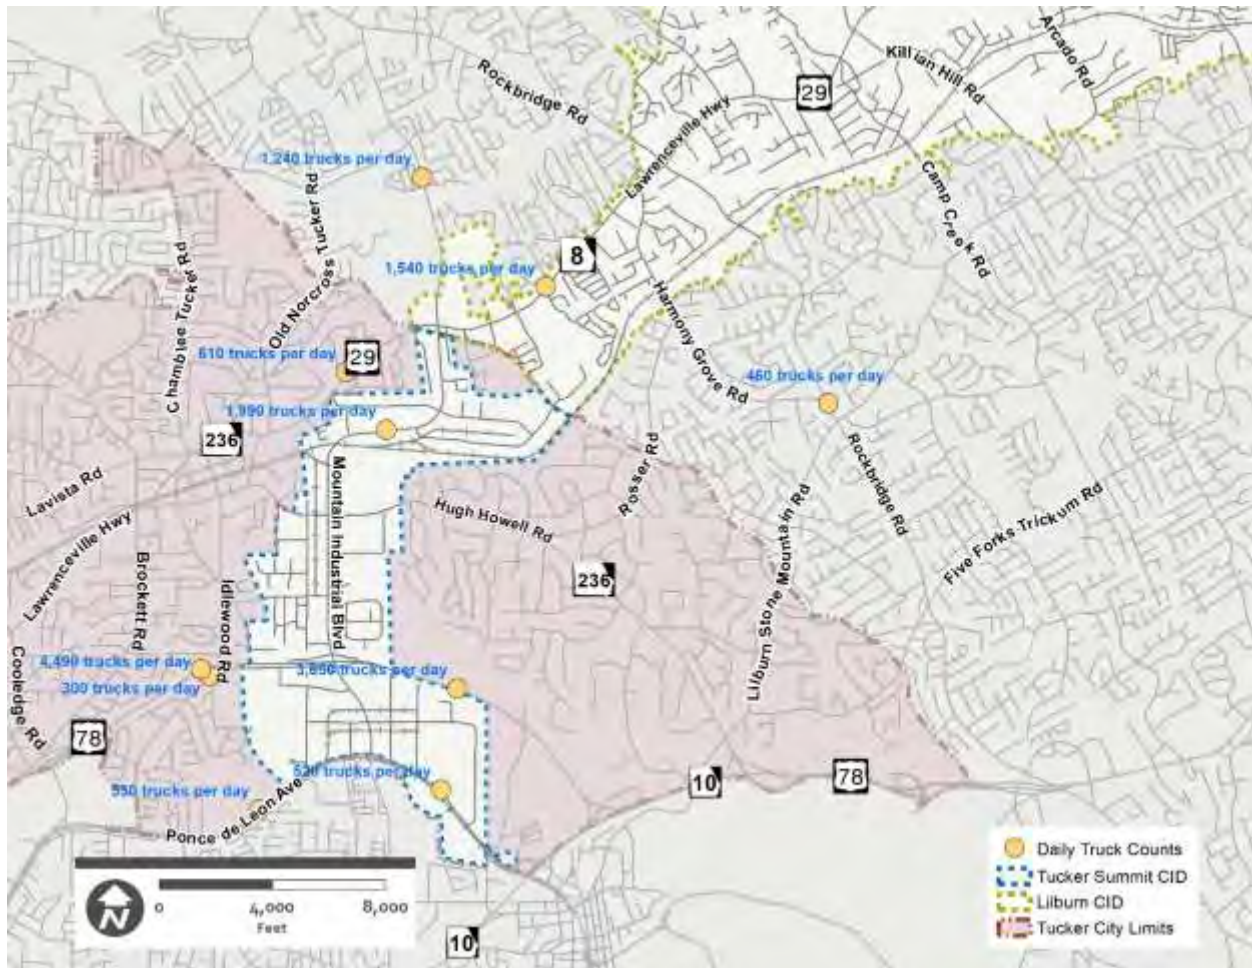 Arcado Rd
Killian Hill Rd
Rockbridge Rd
29
Lawrenceville Hwy
1,240 trucks per day
Camp Creek Rd
Old Norcross Tucker Rd
Chamblee Tucker Rd
8
1,540 trucks per day
Harmony Grove Rd
610 trucks per day
29
460 trucks per day
1,990 trucks per day
236
Rosser Rd
Rockbridge Rd
Lavista Rd
Mountain Industrial Blvd
Hugh Howell Rd
Five Forks Trickum Rd
Lilburn Stone Mountain Rd
Lawrenceville Hwy
Brockett Rd
Idlewood Rd
236
4,490 trucks per day
300 trucks per day
Cooledge Rd
78
10
78
550 trucks per day
Ponce de Leon Ave
N
0
4,000
8,000
Feet
10
Daily Truck Counts
Tucker Summit CID
Lilburn CID
Tucker City Limits